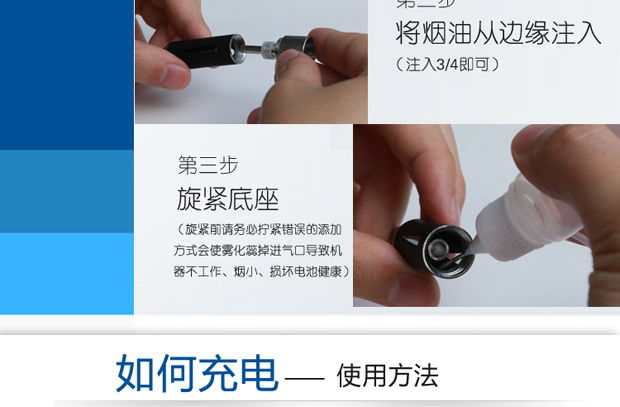 第二步
将烟油从边缘注入
（注入3/4即可）
第三步
旋紧底座
（旋紧前请务必拧紧错误的添加
方式会使雾化蕊掉进气口导致机
器不工作、烟小、损坏电池健康）
如何充电——使用方法